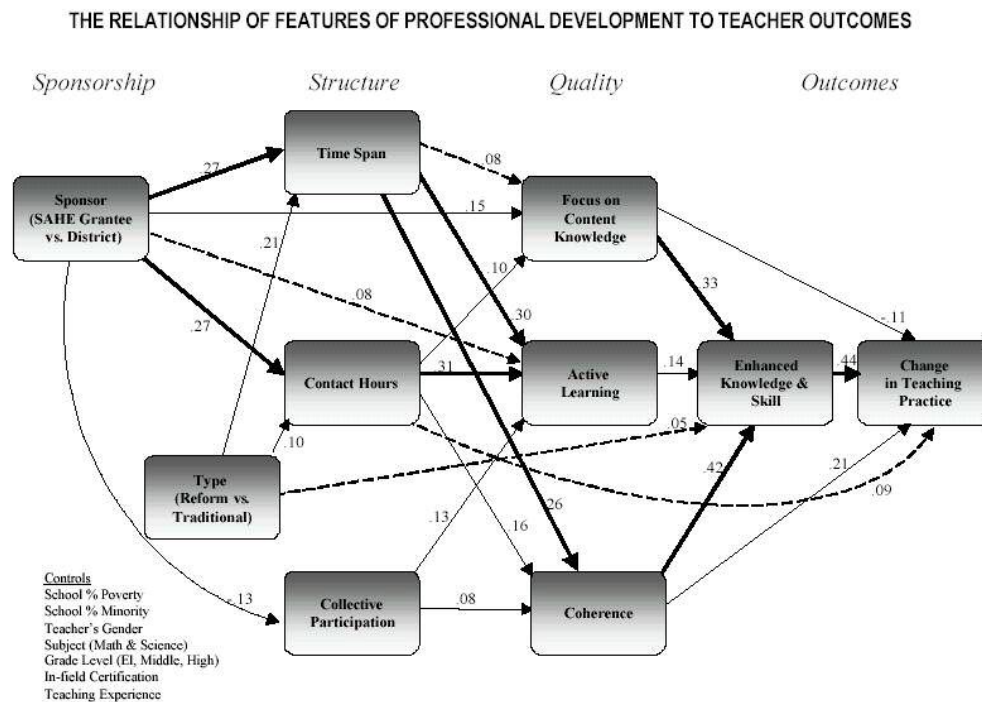 THE RELATIONSHIP OF FEATURES OF PROFESSIONAL DEVELOPMENT TO TEACHER OUTCOMES
Sponsorship
Structure
Quality
Outcomes
Time Span
.27
.08
Sponsor
(SAHE Grantee
vs. District)
.15
Focus on
Content
Knowledge
.21
.10
.08
.33
.27
.30
-.11
Contact Hours
.31
Active
Learning
.14
Enhanced
Knowledge &
Skill
.44
Change
in Teaching
Practice
.10
.05
Type
(Reform vs.
Traditional)
.42
.21
.09
.13
.16
.26
-.13
Collective
Participation
.08
Coherence
Controls
School % Poverty
School % Minority
Teacher's Gender
Subject (Math & Science)
Grade Level (El, Middle, High)
In-field Certification
Teaching Experience